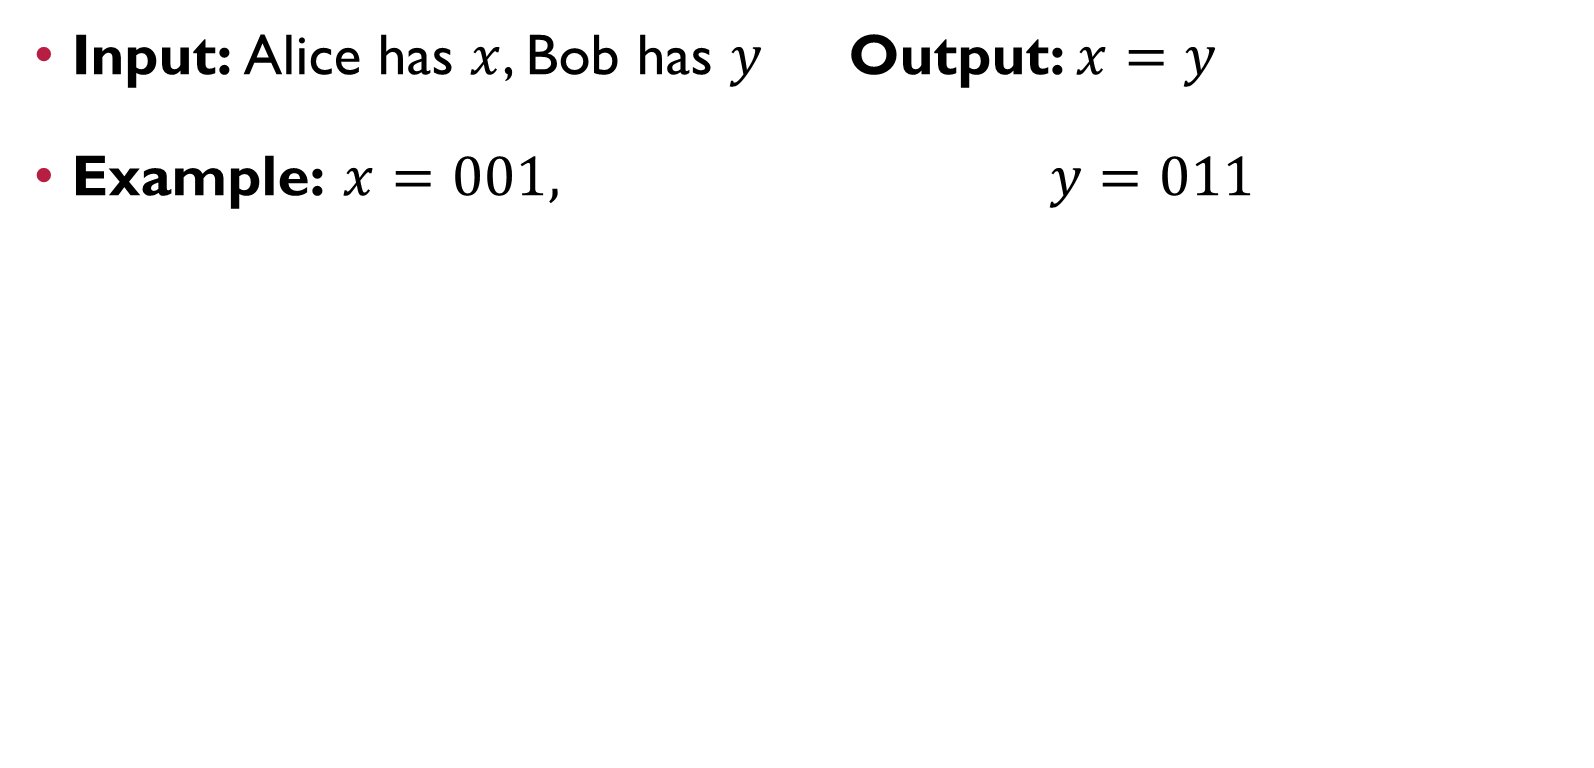 • Input: Alice has x, Bob has y Output: x = y
• Example: x = 001, y = 011